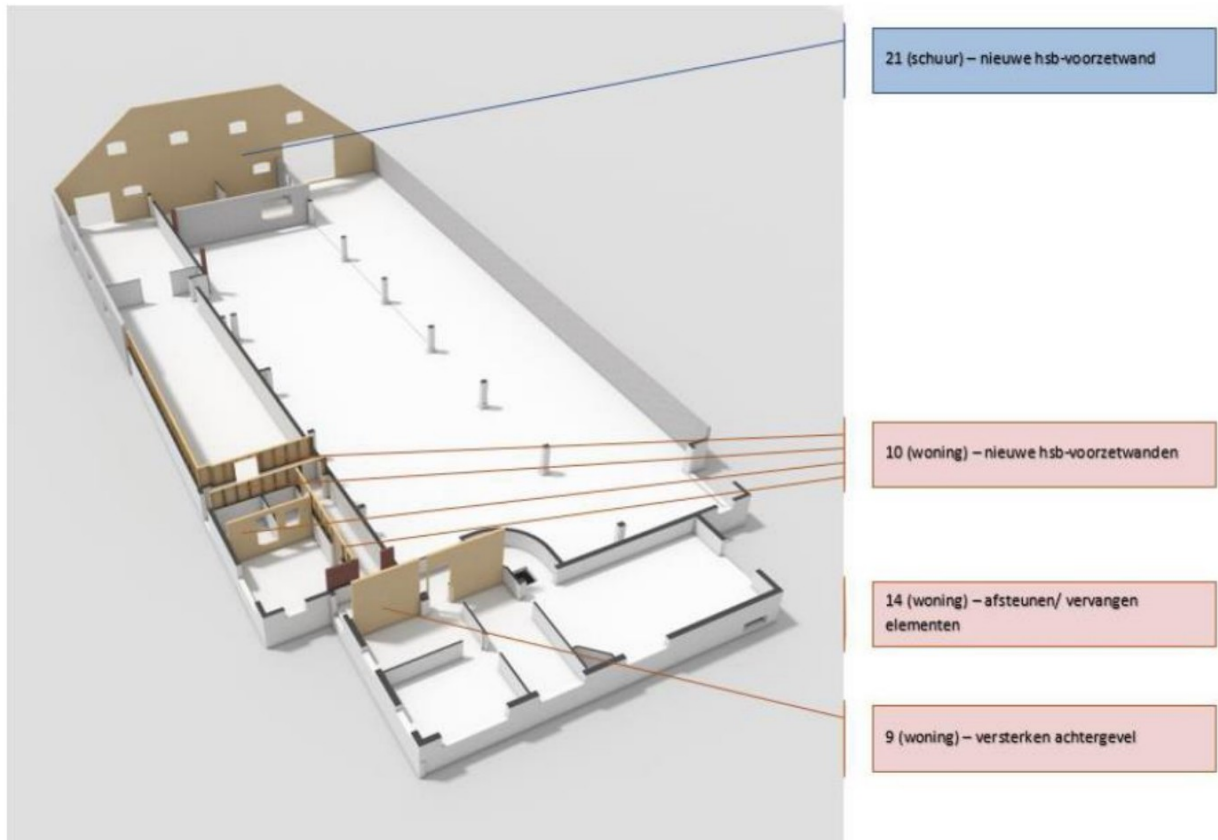 21 (schuur) – nieuwe hsb-voorzetwand
10 (woning) – nieuwe hsb-voorzetwanden
14 (woning) – afsteunen/ vervangen
elementen
9 (woning) – versterken achtergevel